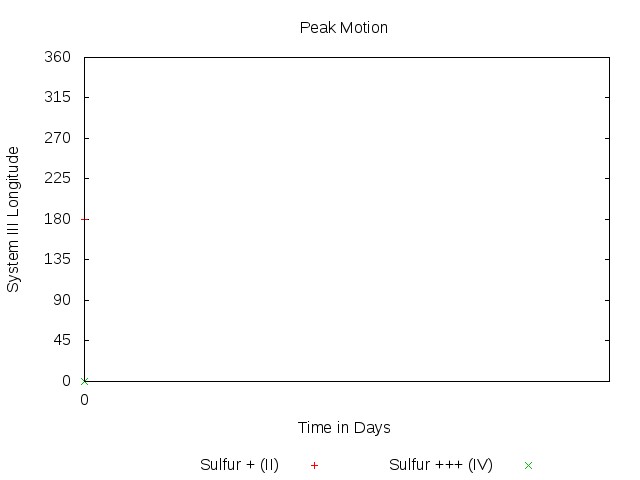 Peak Motion
360
315
270
225
180
135
90
45
0
System III Longitude
0
Time in Days
Sulfur + (II)
Sulfur +++ (IV)